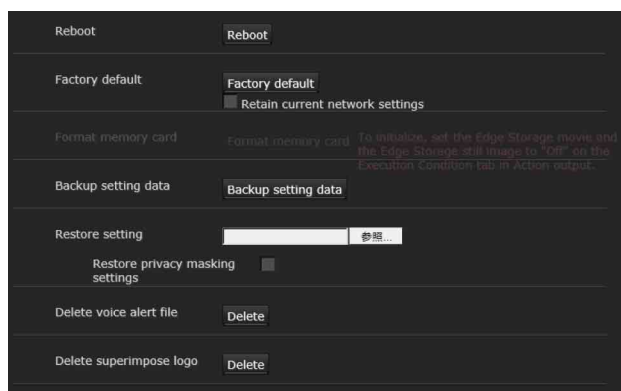 Reboot
Reboot
Factory default
Factory default
Retain current network settings
Format memory card
Format memory card
To initialize, set the Edge Storage movie and
the Edge Storage still image to "Off" on the
Execution Condition tab in Action output.
Backup setting data
Backup setting data
Restore setting
参照...
Restore privacy masking
settings
Delete voice alert file
Delete
Delete superimpose logo
Delete